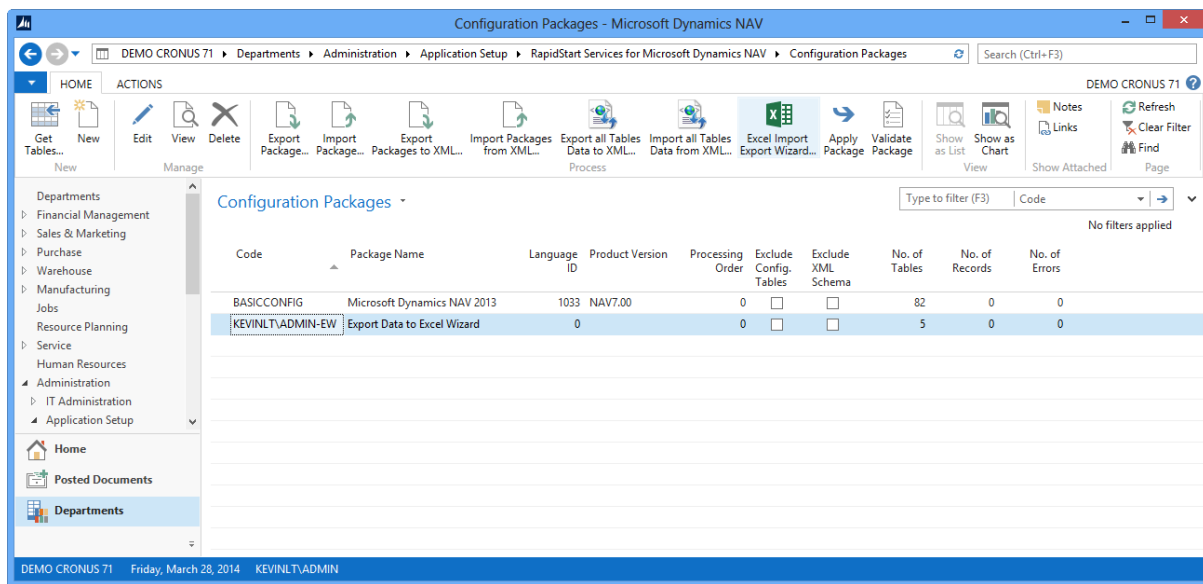 Configuration Packages - Microsoft Dynamics NAV
DEMO CRONUS 71 ▸ Departments ▸ Administration ▸ Application Setup ▸ RapidStart Services for Microsoft Dynamics NAV ▸ Configuration Packages
Search (Ctrl+F3)
HOME ACTIONS
DEMO CRONUS 71
Get Tables...
New
Edit
View
Delete
Export Package...
Import Package...
Export Packages to XML...
Import Packages from XML...
Export all Tables Data to XML...
Import all Tables Data from XML...
Excel Import Export Wizard...
Apply Package
Validate Package
Show as List
Show as Chart
Notes
Links
Refresh
Clear Filter
Find
New
Manage
Process
View
Show Attached
Page
Departments
Financial Management
Sales & Marketing
Purchase
Warehouse
Manufacturing
Jobs
Resource Planning
Service
Human Resources
Administration
IT Administration
Application Setup
Home
Posted Documents
Departments
Configuration Packages
Type to filter (F3) Code
No filters applied
Code Package Name Language ID Product Version Processing Order Exclude Config. Tables Exclude XML Schema No. of Tables No. of Records No. of Errors
BASICCONFIG Microsoft Dynamics NAV 2013 1033 NAV7.00 0 82 0 0
KEVINLT\ADMIN-EW Export Data to Excel Wizard 0 0 5 0 0
DEMO CRONUS 71 Friday, March 28, 2014 KEVINLT\ADMIN